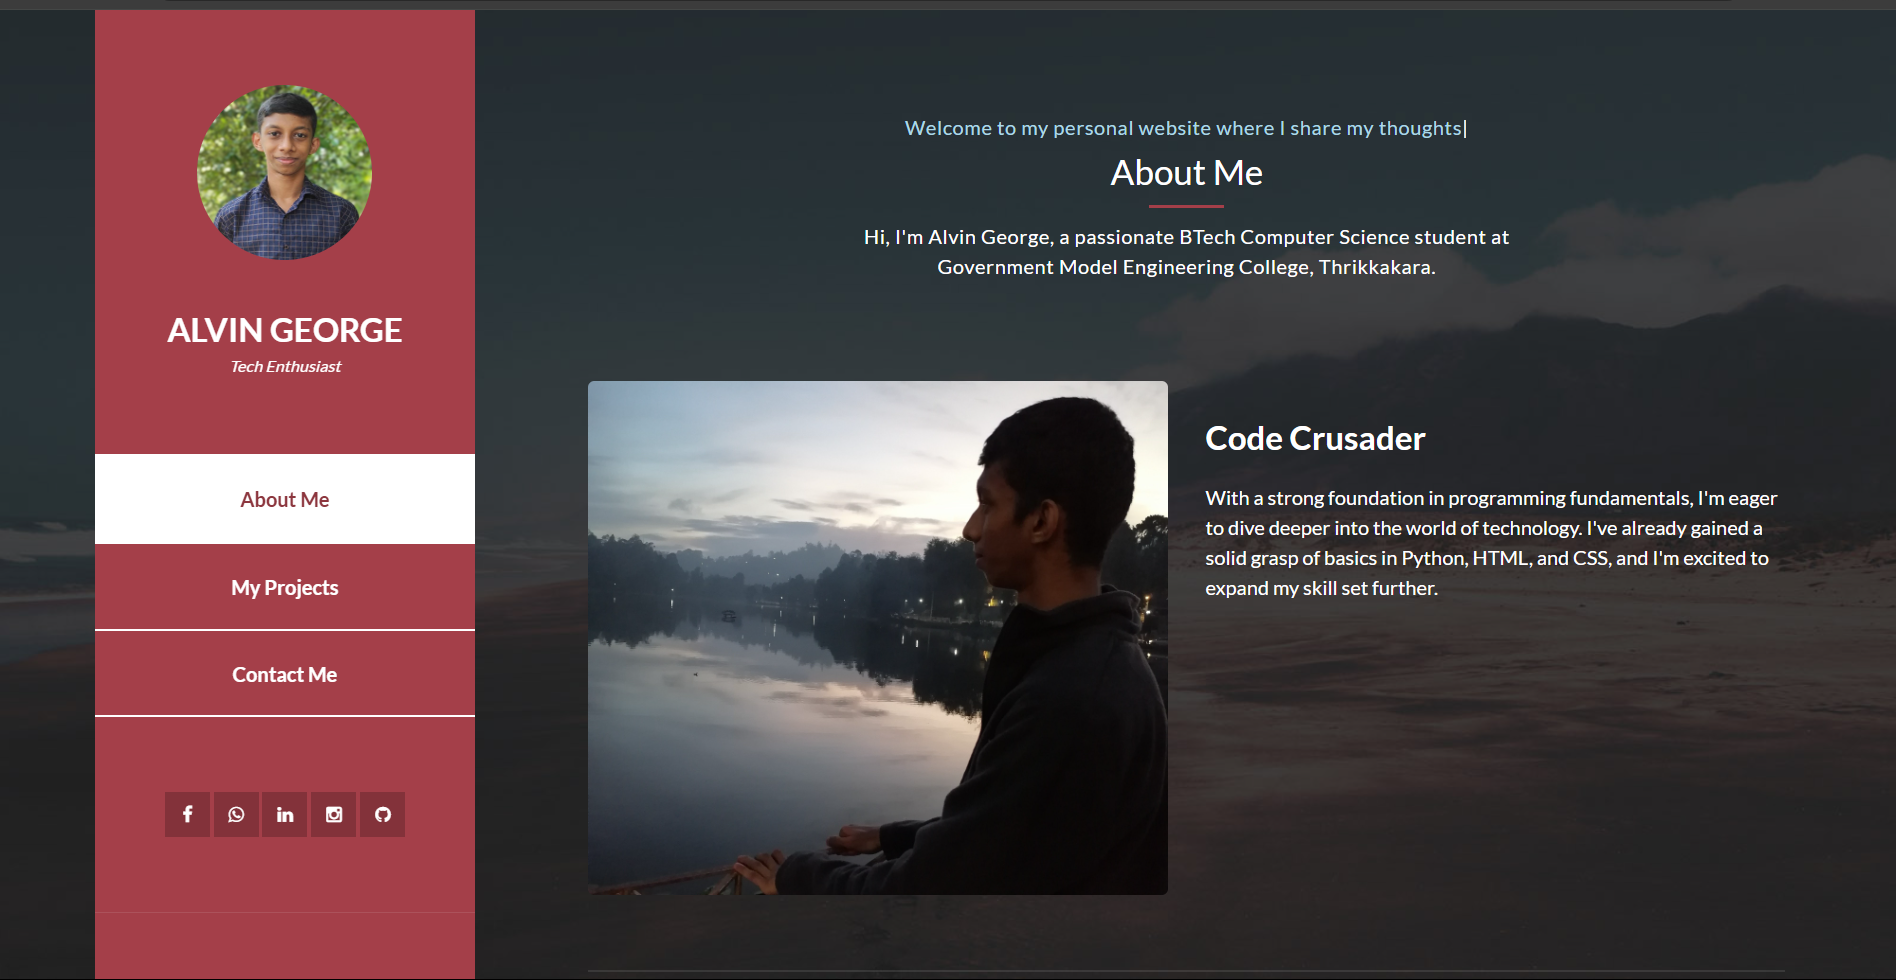 ALVIN GEORGE
Tech Enthusiast
About Me
My Projects
Contact Me
Welcome to my personal website where I share my thoughts|
About Me
Hi, I'm Alvin George, a passionate BTech Computer Science student at
Government Model Engineering College, Thrikkakara.
Code Crusader
With a strong foundation in programming fundamentals, I'm eager
to dive deeper into the world of technology. I've already gained a
solid grasp of basics in Python, HTML, and CSS, and I'm excited to
expand my skill set further.